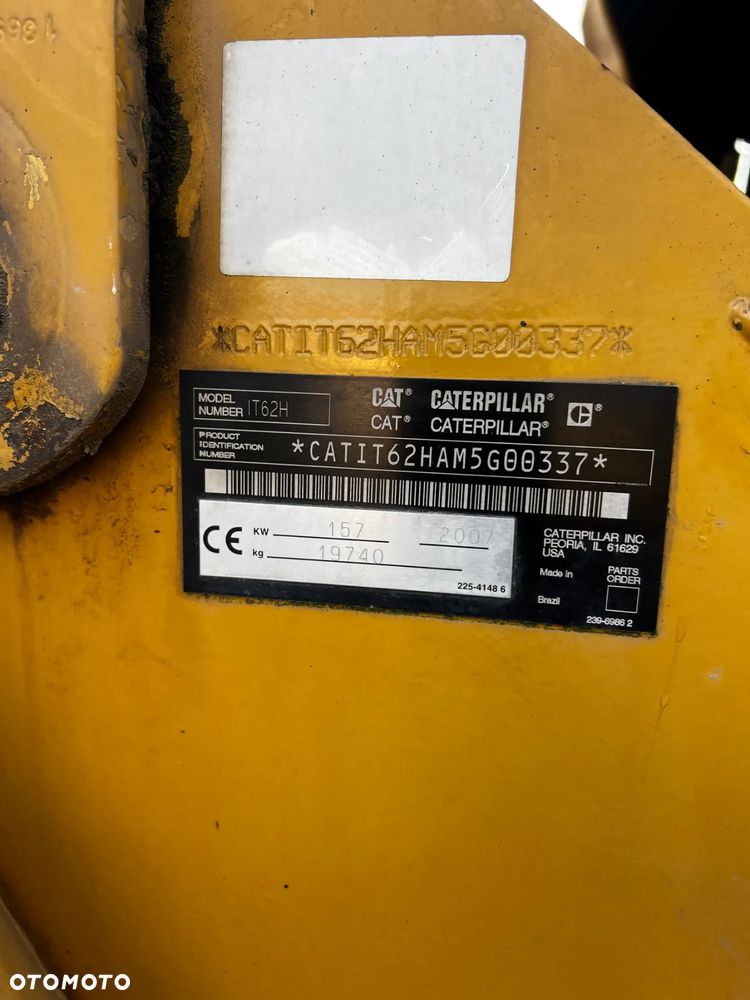 *CATIT62HAM5G00337*
MODEL NUMBER IT62H
CAT® CATERPILLAR®
CAT® CATERPILLAR®
PRODUCT IDENTIFICATION NUMBER *CATIT62HAM5G00337*
CE
KW 157 2007
kg 19740
225-4148 6
CATERPILLAR INC.
PEORIA, IL 61629
USA
Made in
Brazil
PARTS ORDER
239-6986 2
OTOMOTO